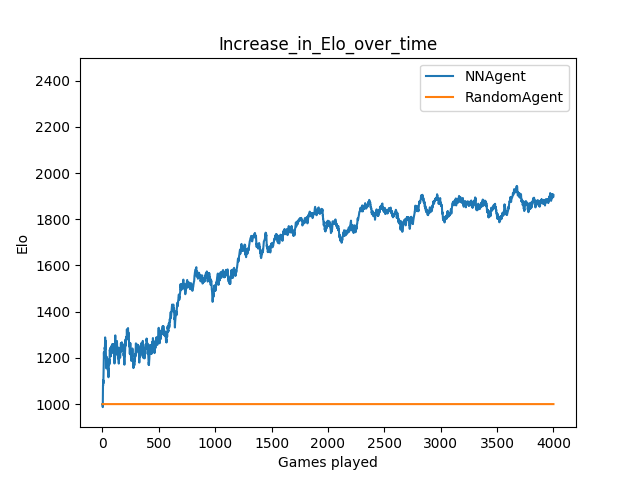 Increase_in_Elo_over_time
NNAgent
RandomAgent
2400
2200
2000
1800
1600
1400
1200
1000
Elo
0 500 1000 1500 2000 2500 3000 3500 4000
Games played